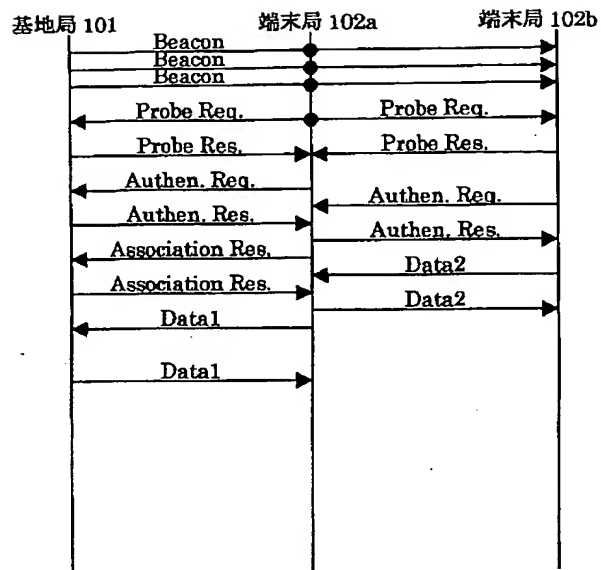 基地局 101 端末局 102a 端末局 102b
Beacon
Beacon
Beacon
Probe Req. Probe Req.
Probe Res. Probe Res.
Authen. Req.
Authen. Req.
Authen. Res.
Authen. Res.
Association Res.
Data2
Association Res.
Data2
Data1
Data1